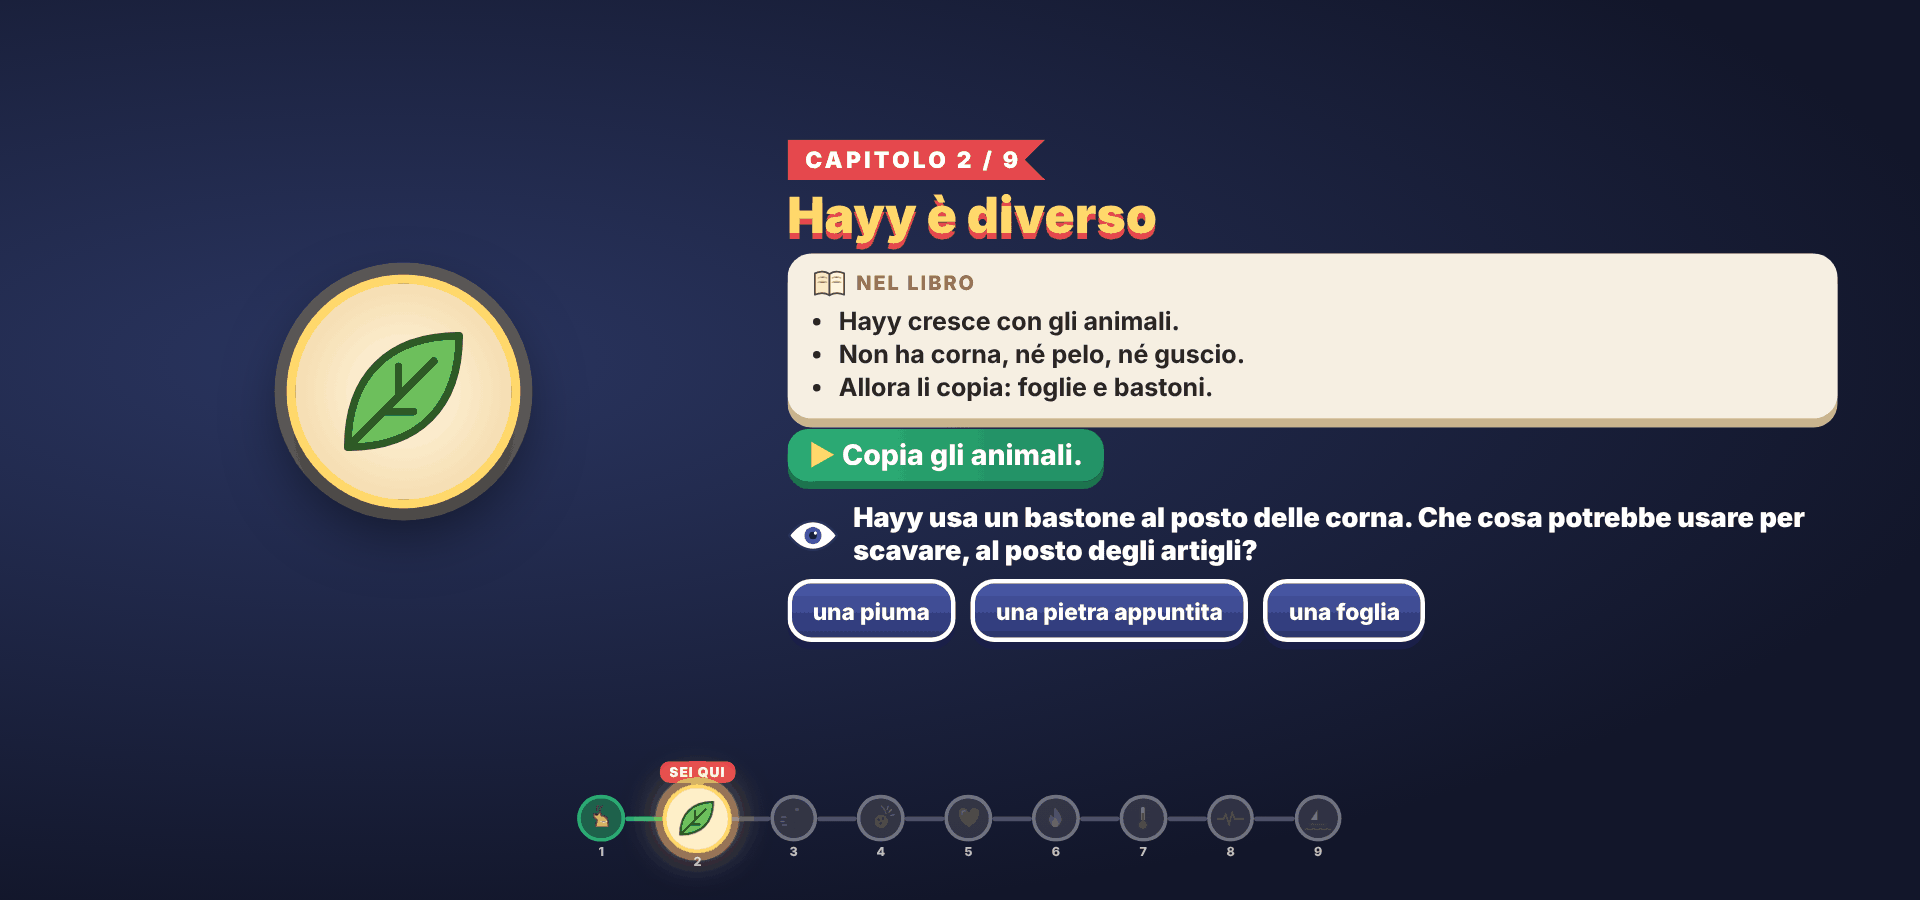 CAPITOLO 2 / 9
Hayy è diverso
NEL LIBRO
• Hayy cresce con gli animali.
• Non ha corna, né pelo, né guscio.
• Allora li copia: foglie e bastoni.
Copia gli animali.
Hayy usa un bastone al posto delle corna. Che cosa potrebbe usare per
scavare, al posto degli artigli?
una piuma
una pietra appuntita
una foglia
SEI QUI
1
2
3
4
5
6
7
8
9